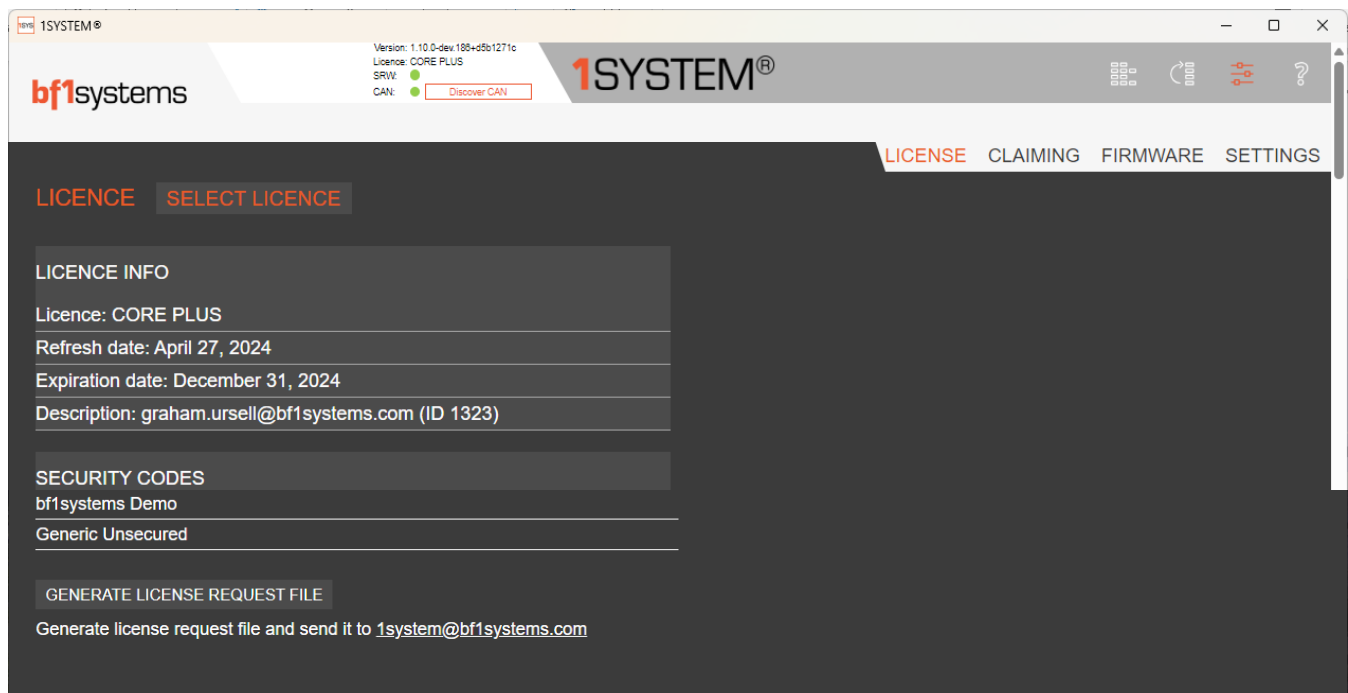 1SYS 1SYSTEM®
bf1systems
Version: 1.10.0-dev.186+d5b1271c
Licence: CORE PLUS
SRW:
CAN: Discover CAN
1SYSTEM®
LICENSE CLAIMING FIRMWARE SETTINGS
LICENCE SELECT LICENCE
LICENCE INFO
Licence: CORE PLUS
Refresh date: April 27, 2024
Expiration date: December 31, 2024
Description: graham.ursell@bf1systems.com (ID 1323)
SECURITY CODES
bf1systems Demo
Generic Unsecured
GENERATE LICENSE REQUEST FILE
Generate license request file and send it to 1system@bf1systems.com